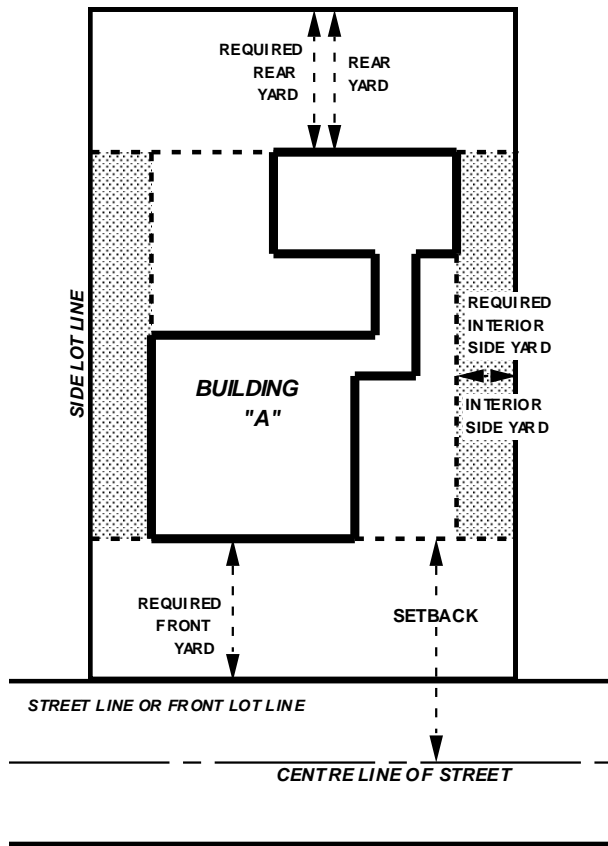 REQUIRED
REAR
YARD
REAR
YARD
SIDE LOT LINE
REQUIRED
INTERIOR
SIDE YARD
INTERIOR
SIDE YARD
BUILDING
"A"
REQUIRED
FRONT
YARD
SETBACK
STREET LINE OR FRONT LOT LINE
CENTRE LINE OF STREET